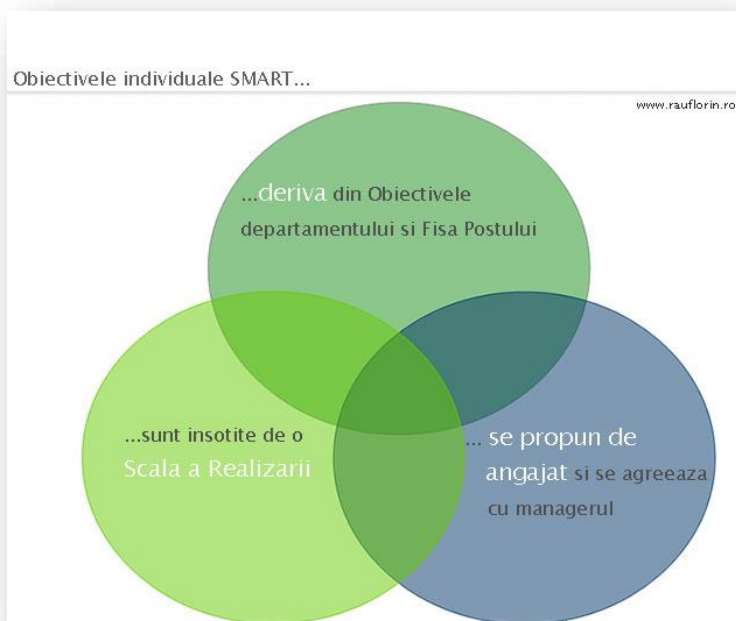 Obiectivele individuale SMART...
www.rauflorin.ro
...deriva din Obiectivele
departamentului si Fisa Postului
...sunt insotite de o
Scala a Realizarii
... se propun de
angajat si se agreeaza
cu managerul